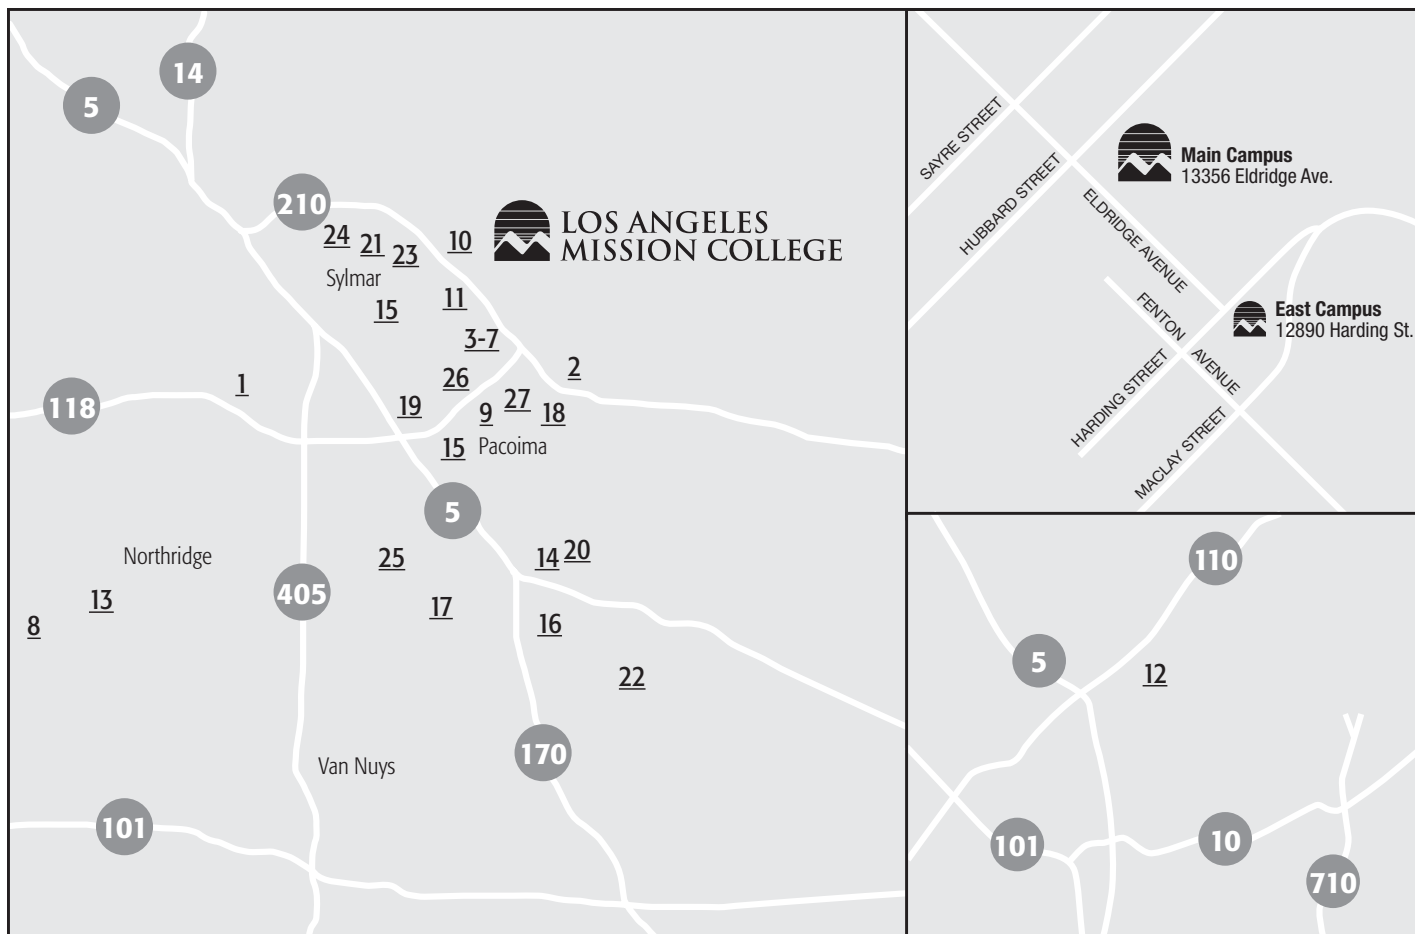 14
5
210
24
21
23
10
LOS ANGELES
MISSION COLLEGE
Sylmar
15
11
3-7
2
1
26
118
19
9
27
18
15
Pacoima
5
Northridge
25
14
20
405
13
17
8
16
22
170
Van Nuys
101
SAYRE STREET
HUBBARD STREET
Main Campus
13356 Eldridge Ave.
ELDRIDGE AVENUE
FENTON AVENUE
East Campus
12890 Harding St.
HARDING STREET
MACLAY STREET
110
5
12
101
10
710